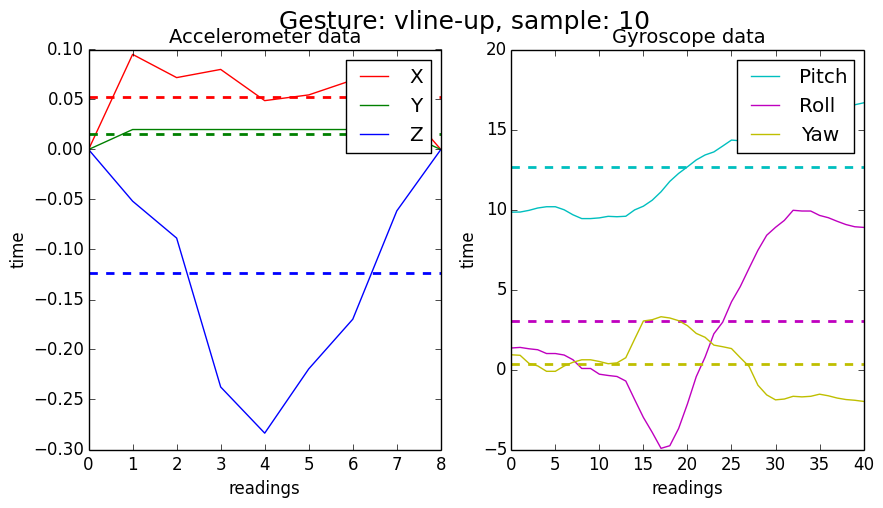 Gesture: vline-up, sample: 10
Accelerometer data
0.10
0.05
0.00
−0.05
−0.10
−0.15
−0.20
−0.25
−0.30
time
X
Y
Z
0 1 2 3 4 5 6 7 8
readings
Gyroscope data
20
15
10
5
0
−5
time
Pitch
Roll
Yaw
0 5 10 15 20 25 30 35 40
readings